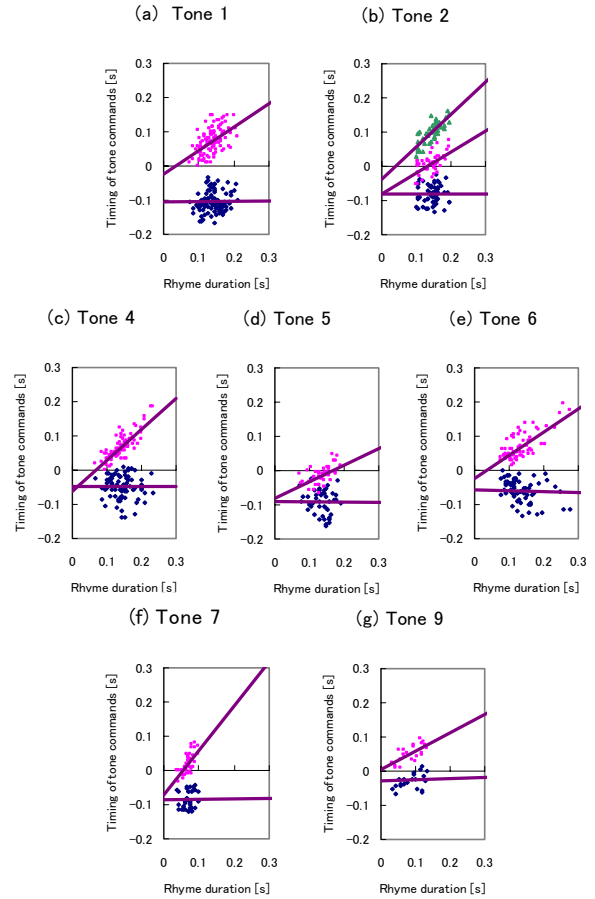 (a) Tone 1
(b) Tone 2
Timing of tone commands [s]
0.3
0.2
0.1
0
−0.1
−0.2
0 0.1 0.2 0.3
Rhyme duration [s]
Timing of tone commands [s]
0.3
0.2
0.1
0
−0.1
−0.2
0 0.1 0.2 0.3
Rhyme duration [s]
(c) Tone 4
(d) Tone 5
(e) Tone 6
Timing of tone commands [s]
0.3
0.2
0.1
0
−0.1
−0.2
0 0.1 0.2 0.3
Rhyme duration [s]
Timing of tone commands [s]
0.3
0.2
0.1
0
−0.1
−0.2
0 0.1 0.2 0.3
Rhyme duration [s]
Timing of tone commands [s]
0.3
0.2
0.1
0
−0.1
−0.2
0 0.1 0.2 0.3
Rhyme duration [s]
(f) Tone 7
(g) Tone 9
Timing of tone commands [s]
0.3
0.2
0.1
0
−0.1
−0.2
0 0.1 0.2 0.3
Rhyme duration [s]
Timing of tone commands [s]
0.3
0.2
0.1
0
−0.1
−0.2
0 0.1 0.2 0.3
Rhyme duration [s]